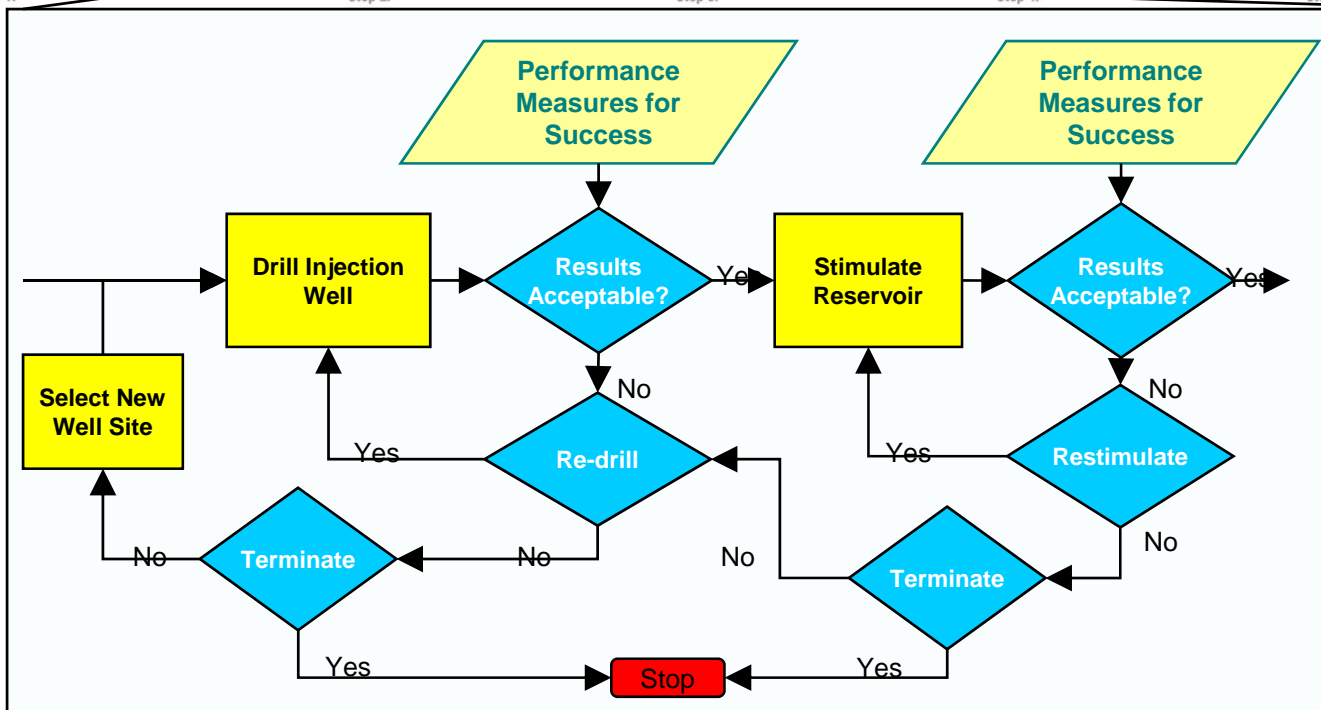 Performance
Measures for
Success
Performance
Measures for
Success
Drill Injection
Well
Results
Acceptable?
Yes
Stimulate
Reservoir
Results
Acceptable?
Yes
Select New
Well Site
No
No
Yes
Re-drill
Yes
Restimulate
No
Terminate
No
No
Terminate
No
Yes
Stop
Yes